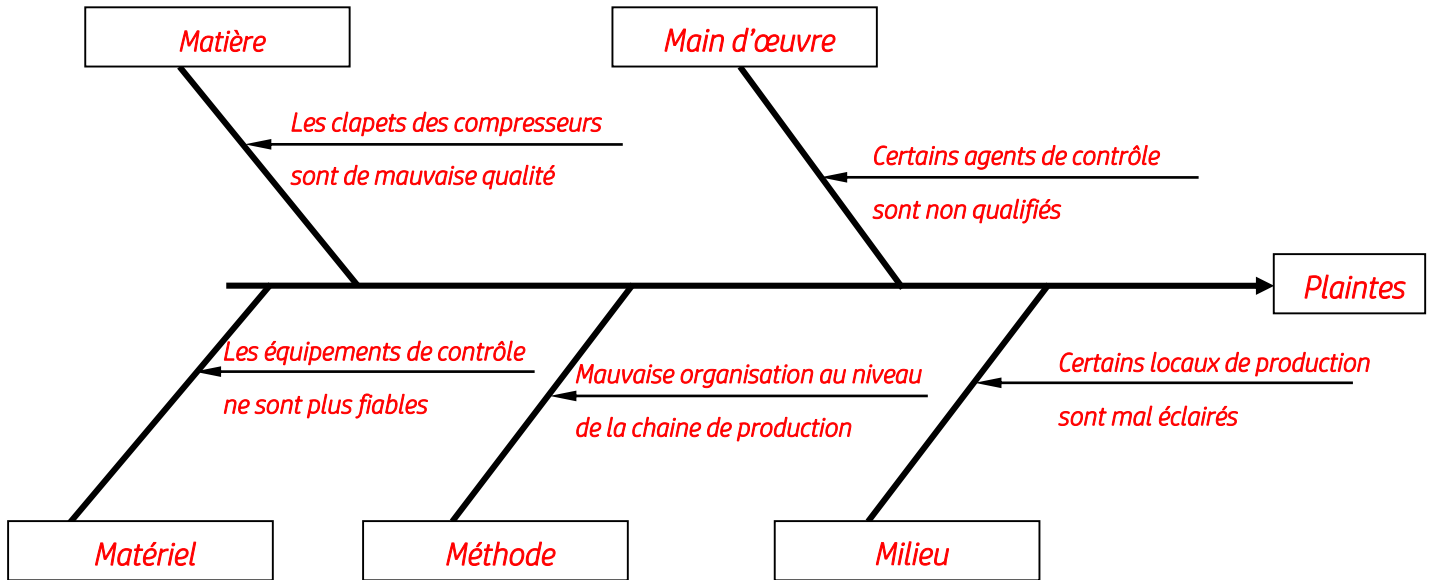 Matière
Main d'œuvre
Les clapets des compresseurs
sont de mauvaise qualité
Certains agents de contrôle
sont non qualifiés
Plaintes
Les équipements de contrôle
ne sont plus fiables
Mauvaise organisation au niveau
de la chaine de production
Certains locaux de production
sont mal éclairés
Matériel
Méthode
Milieu